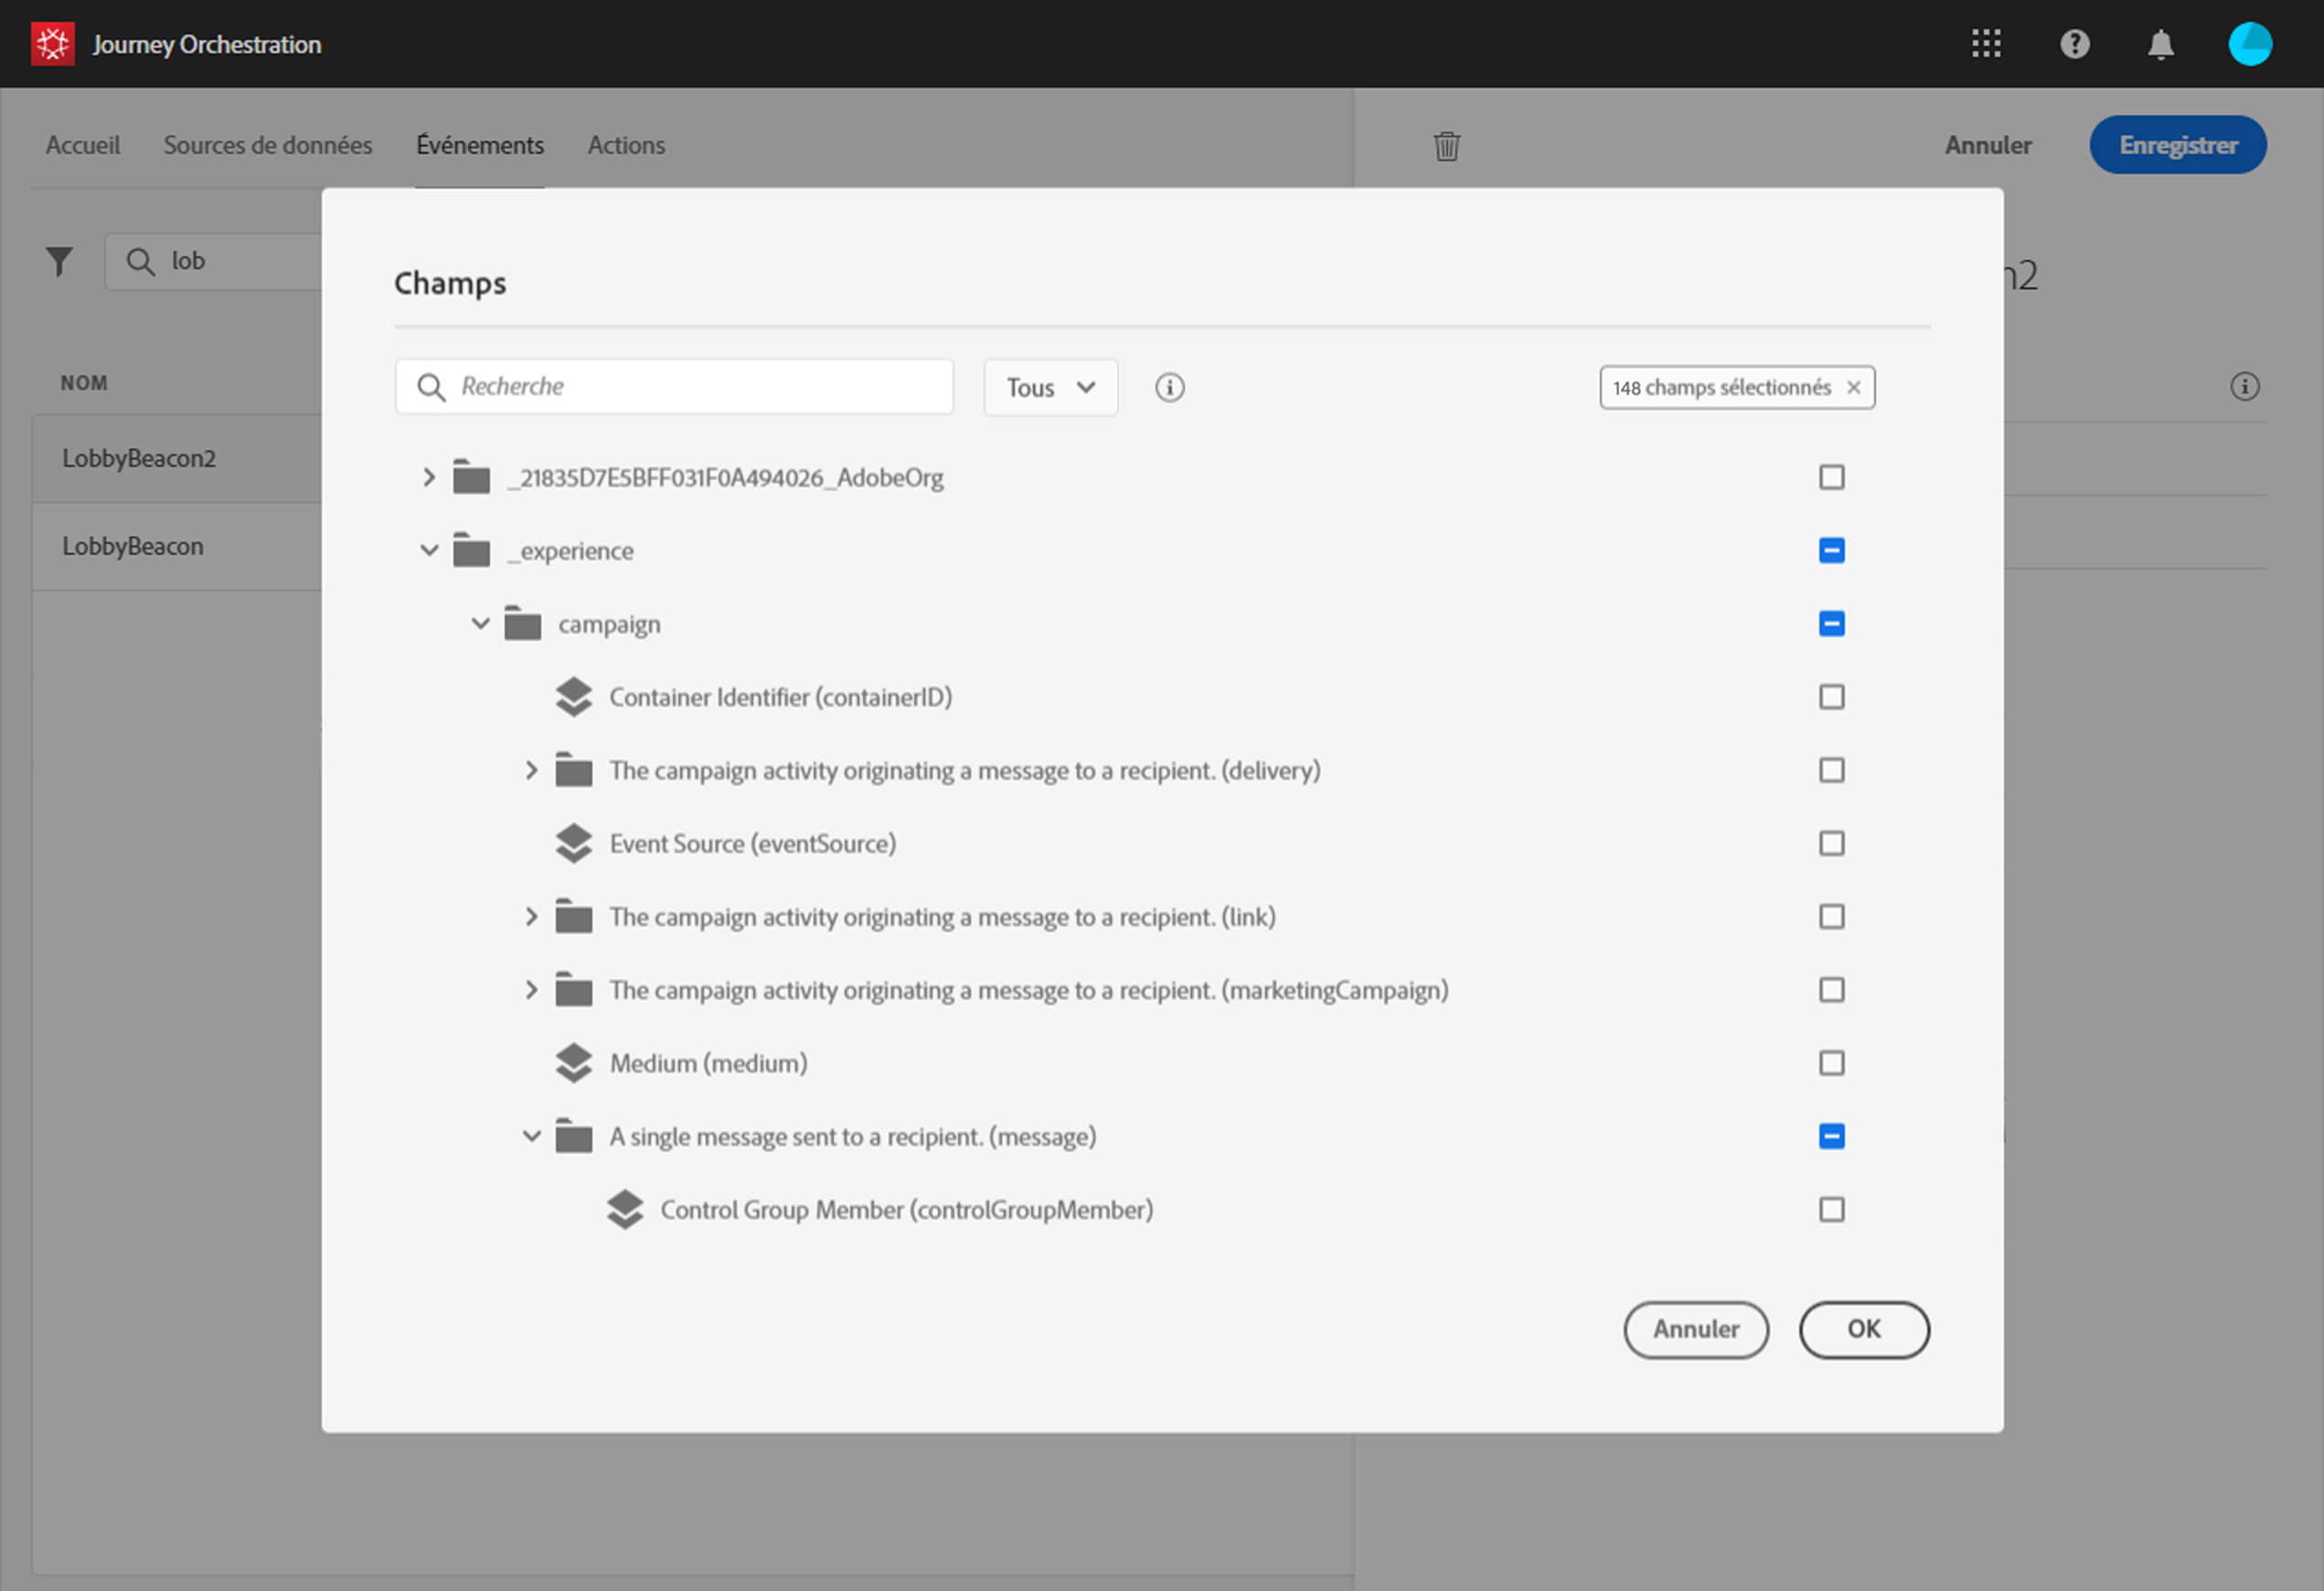 Journey Orchestration
Accueil Sources de données Événements Actions
Annuler Enregistrer
lob
n2
NOM
LobbyBeacon2
LobbyBeacon
Champs
Recherche Tous 148 champs sélectionnés
_21835D7E5BFF031F0A494026_AdobeOrg
_experience
campaign
Container Identifier (containerID)
The campaign activity originating a message to a recipient. (delivery)
Event Source (eventSource)
The campaign activity originating a message to a recipient. (link)
The campaign activity originating a message to a recipient. (marketingCampaign)
Medium (medium)
A single message sent to a recipient. (message)
Control Group Member (controlGroupMember)
Annuler OK